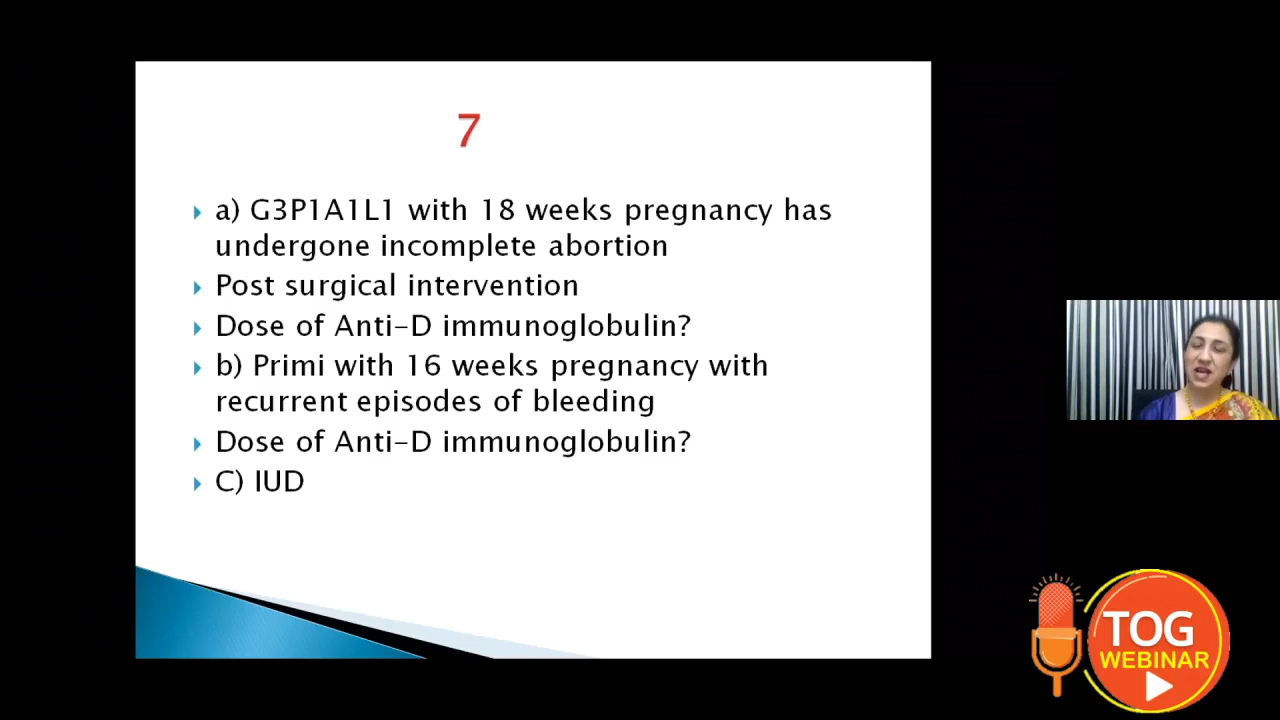 7
a) G3P1A1L1 with 18 weeks pregnancy has
undergone incomplete abortion
Post surgical intervention
Dose of Anti-D immunoglobulin?
b) Primi with 16 weeks pregnancy with
recurrent episodes of bleeding
Dose of Anti-D immunoglobulin?
C) IUD
TOG
WEBINAR